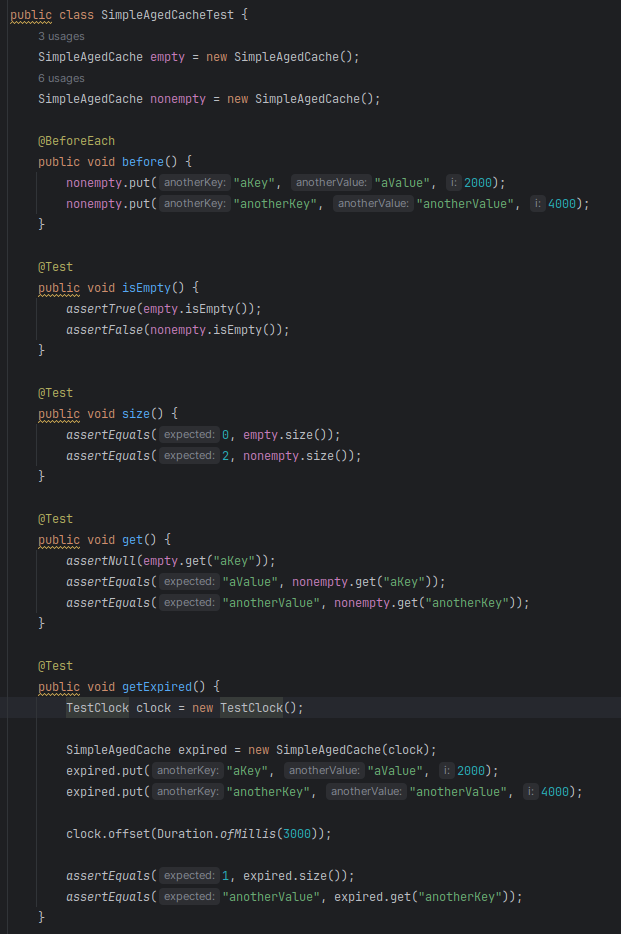 public class SimpleAgedCacheTest {
3 usages
SimpleAgedCache empty = new SimpleAgedCache();
6 usages
SimpleAgedCache nonempty = new SimpleAgedCache();
@BeforeEach
public void before() {
nonempty.put( anotherKey: "aKey", anotherValue: "aValue", i: 2000);
nonempty.put( anotherKey: "anotherKey", anotherValue: "anotherValue", i: 4000);
}
@Test
public void isEmpty() {
assertTrue(empty.isEmpty());
assertFalse(nonempty.isEmpty());
}
@Test
public void size() {
assertEquals( expected: 0, empty.size());
assertEquals( expected: 2, nonempty.size());
}
@Test
public void get() {
assertNull(empty.get("aKey"));
assertEquals( expected: "aValue", nonempty.get("aKey"));
assertEquals( expected: "anotherValue", nonempty.get("anotherKey"));
}
@Test
public void getExpired() {
TestClock clock = new TestClock();
SimpleAgedCache expired = new SimpleAgedCache(clock);
expired.put( anotherKey: "aKey", anotherValue: "aValue", i: 2000);
expired.put( anotherKey: "anotherKey", anotherValue: "anotherValue", i: 4000);
clock.offset(Duration.ofMillis(3000));
assertEquals( expected: 1, expired.size());
assertEquals( expected: "anotherValue", expired.get("anotherKey"));
}